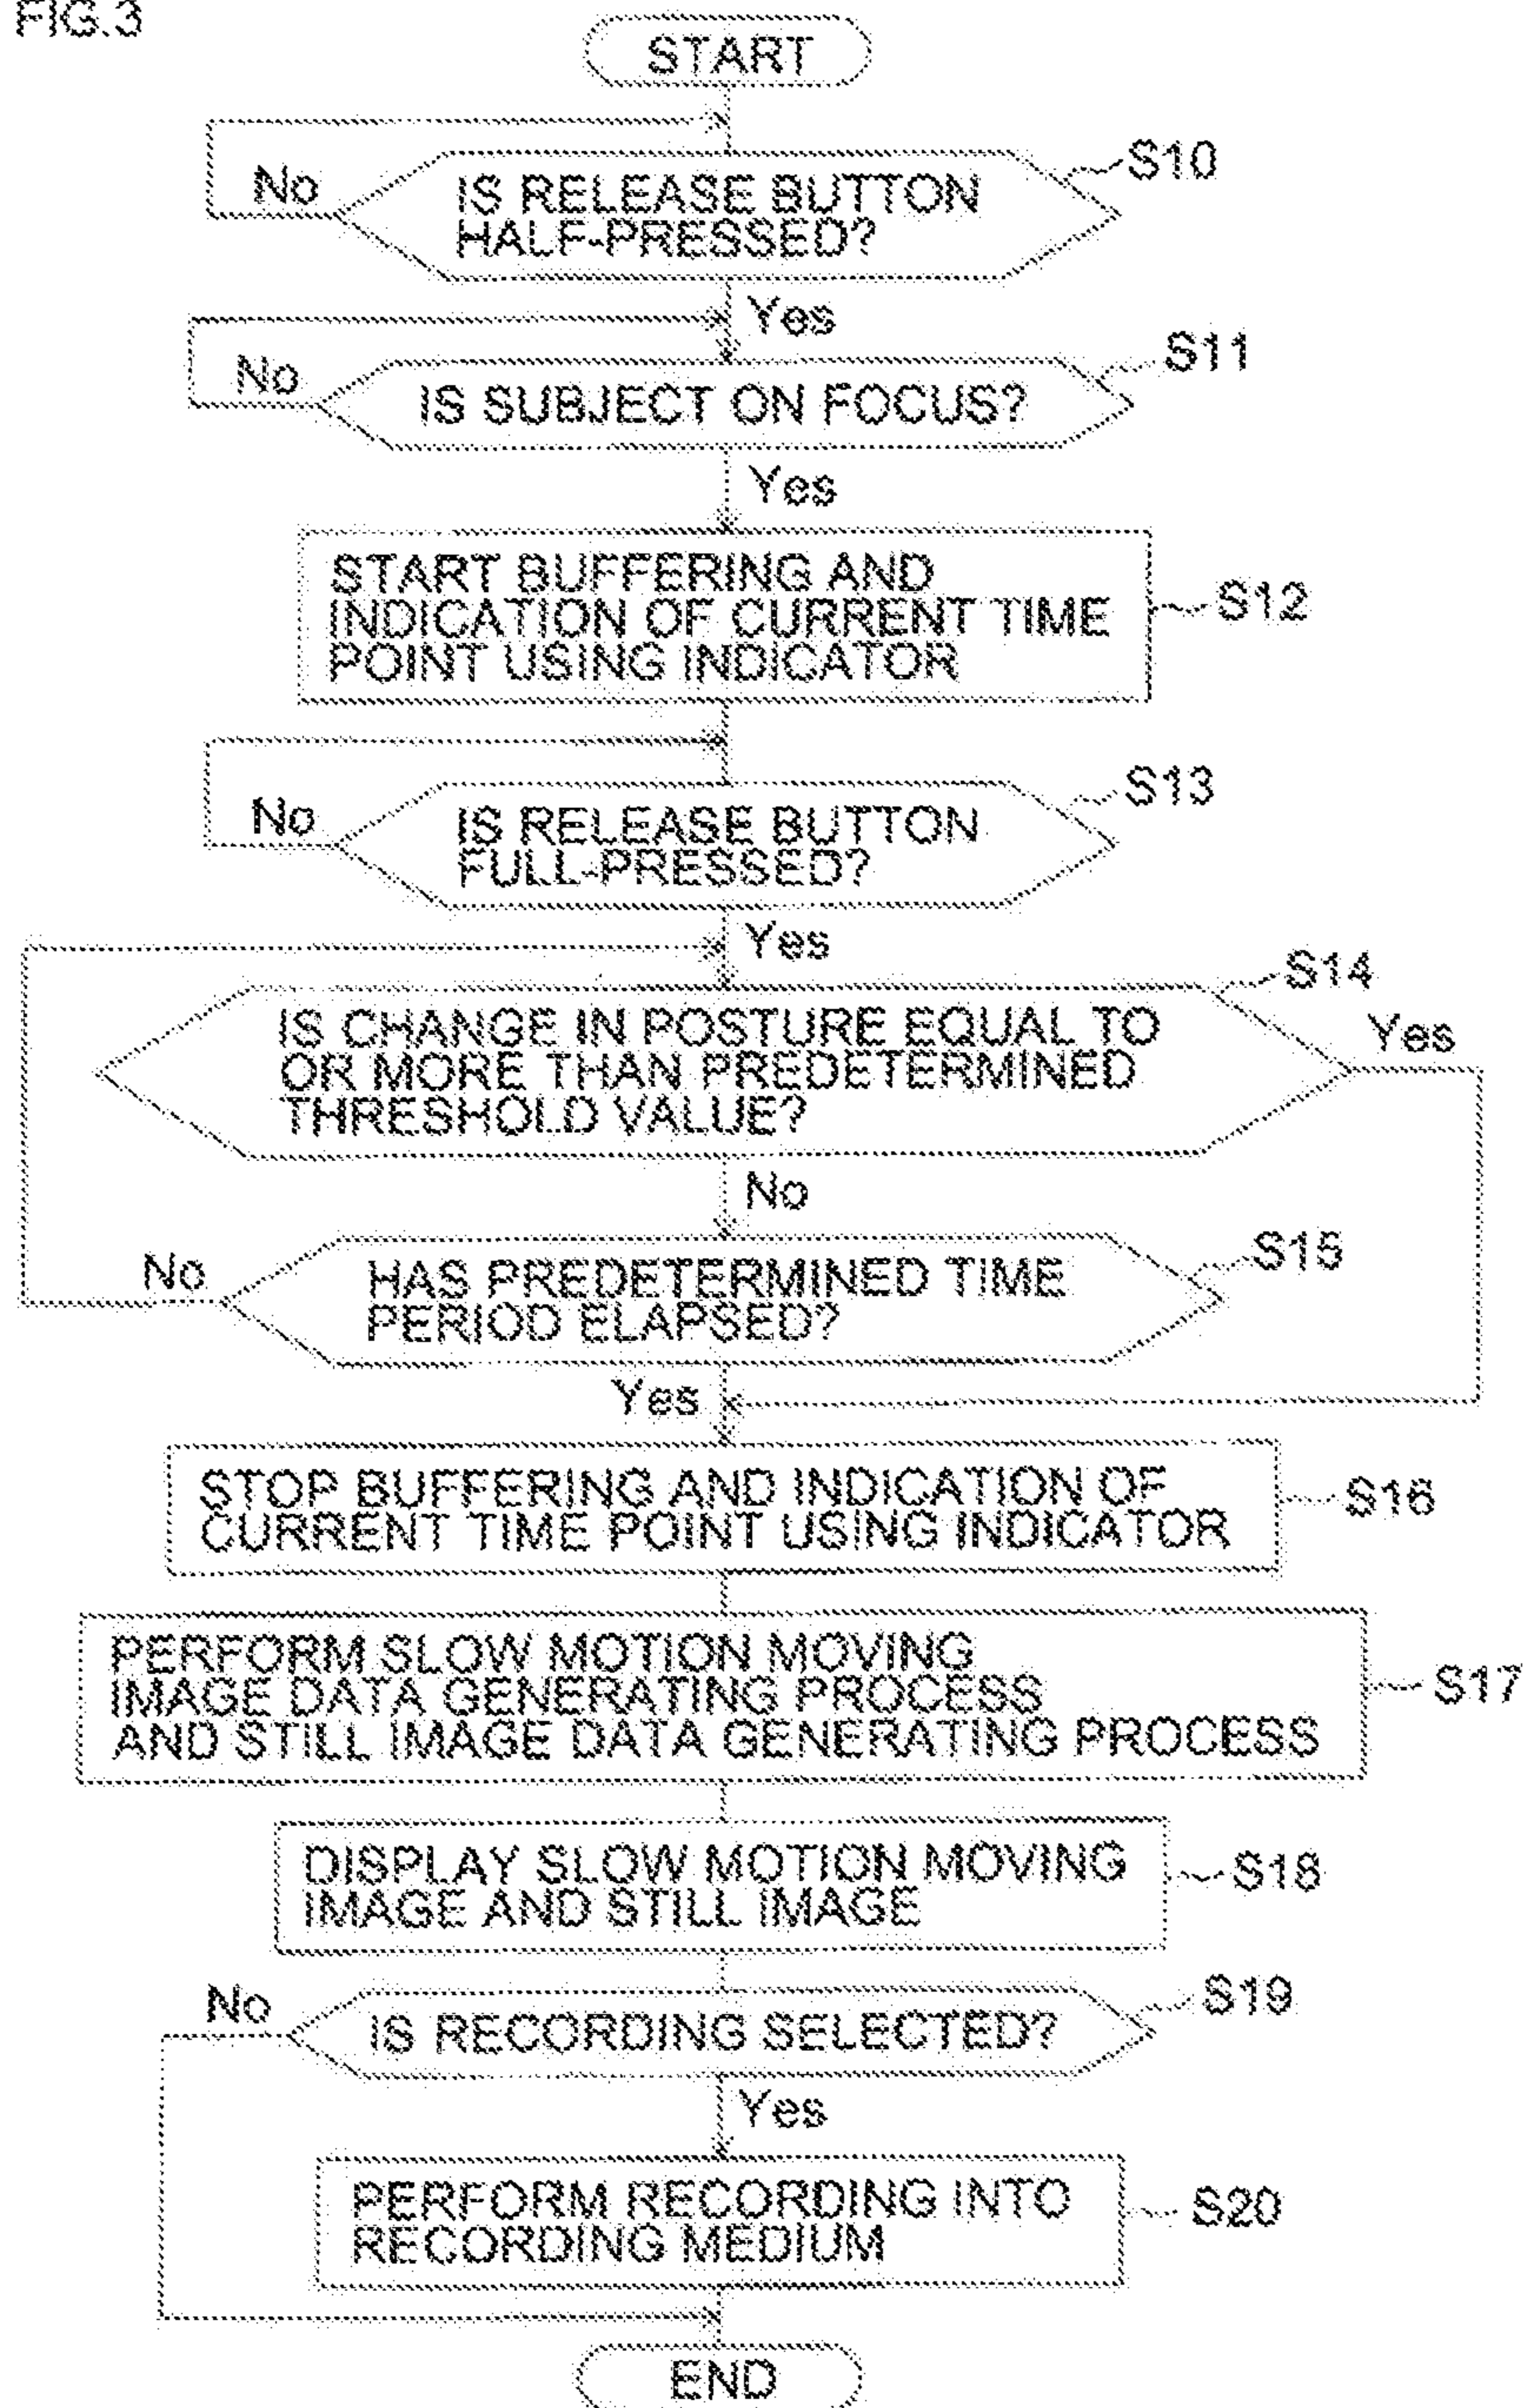 FIG.3
START
No
IS RELEASE BUTTON
HALF-PRESSED?
S10
Yes
No
IS SUBJECT ON FOCUS?
S11
Yes
START BUFFERING AND
INDICATION OF CURRENT TIME
POINT USING INDICATOR
S12
No
IS RELEASE BUTTON
FULL-PRESSED?
S13
Yes
S14
IS CHANGE IN POSTURE EQUAL TO
OR MORE THAN PREDETERMINED
THRESHOLD VALUE?
Yes
No
No
HAS PREDETERMINED TIME
PERIOD ELAPSED?
S15
Yes
STOP BUFFERING AND INDICATION OF
CURRENT TIME POINT USING INDICATOR
S16
PERFORM SLOW MOTION MOVING
IMAGE DATA GENERATING PROCESS
AND STILL IMAGE DATA GENERATING PROCESS
S17
DISPLAY SLOW MOTION MOVING
IMAGE AND STILL IMAGE
S18
No
IS RECORDING SELECTED?
S19
Yes
PERFORM RECORDING INTO
RECORDING MEDIUM
S20
END